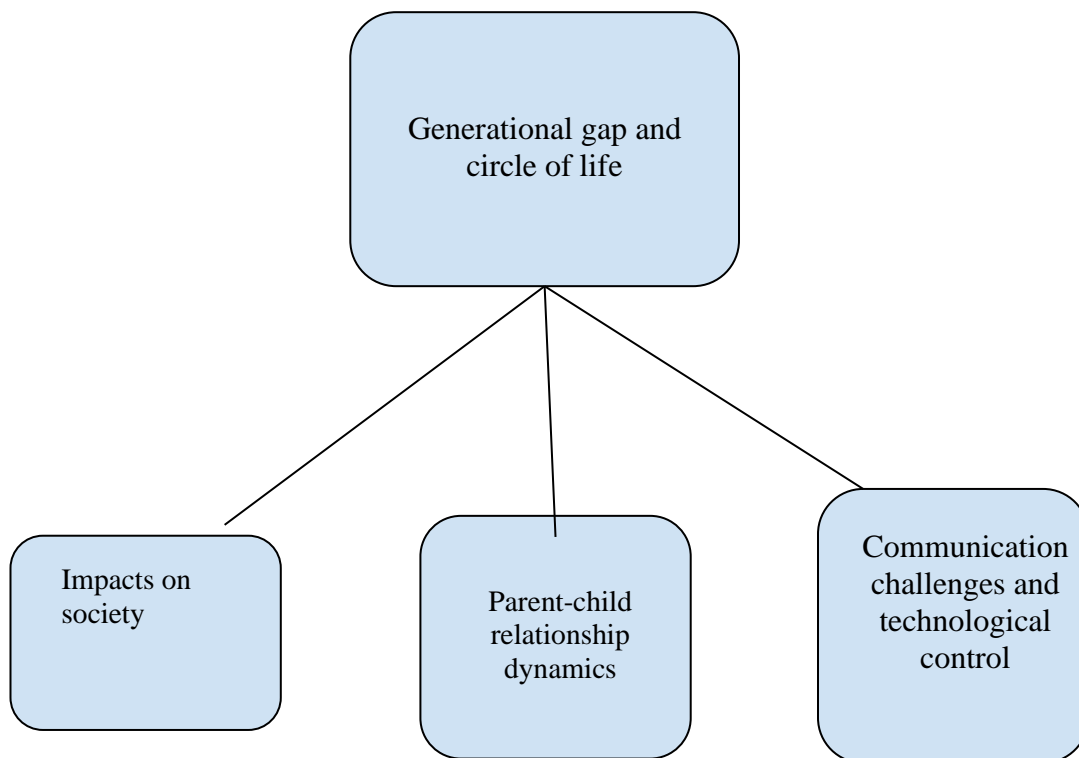 Generational gap and
circle of life
Impacts on
society
Parent-child
relationship
dynamics
Communication
challenges and
technological
control